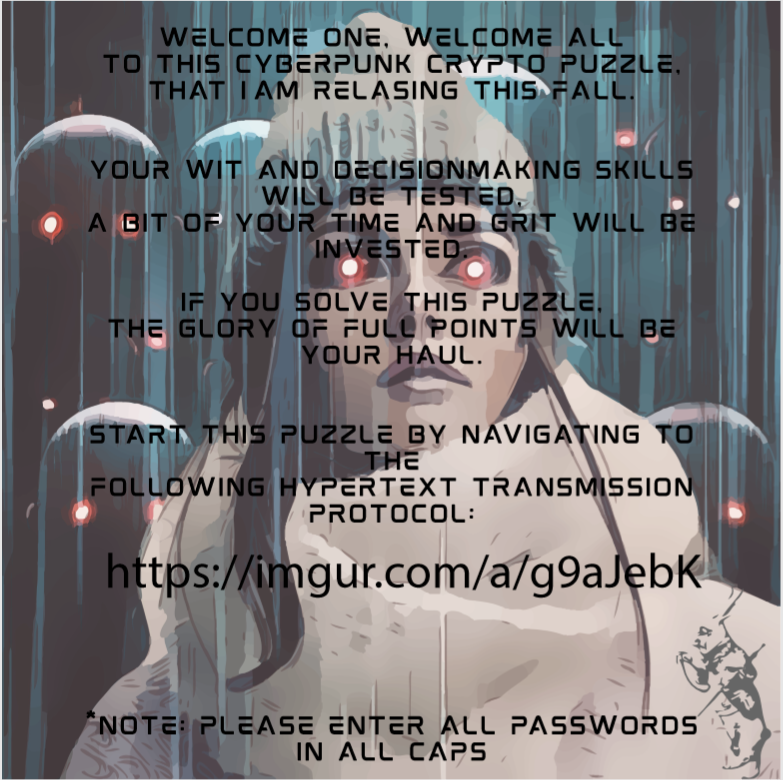 WELCOME ONE, WELCOME ALL
TO THIS CYBERPUNK CRYPTO PUZZLE,
THAT I AM RELASING THIS FALL.
YOUR WIT AND DECISIONMAKING SKILLS
WILL BE TESTED,
A BIT OF YOUR TIME AND GRIT WILL BE
INVESTED.
IF YOU SOLVE THIS PUZZLE,
THE GLORY OF FULL POINTS WILL BE
YOUR HAUL.
START THIS PUZZLE BY NAVIGATING TO
THE
FOLLOWING HYPERTEXT TRANSMISSION
PROTOCOL:
https://imgur.com/a/g9aJebK
*NOTE: PLEASE ENTER ALL PASSWORDS
IN ALL CAPS